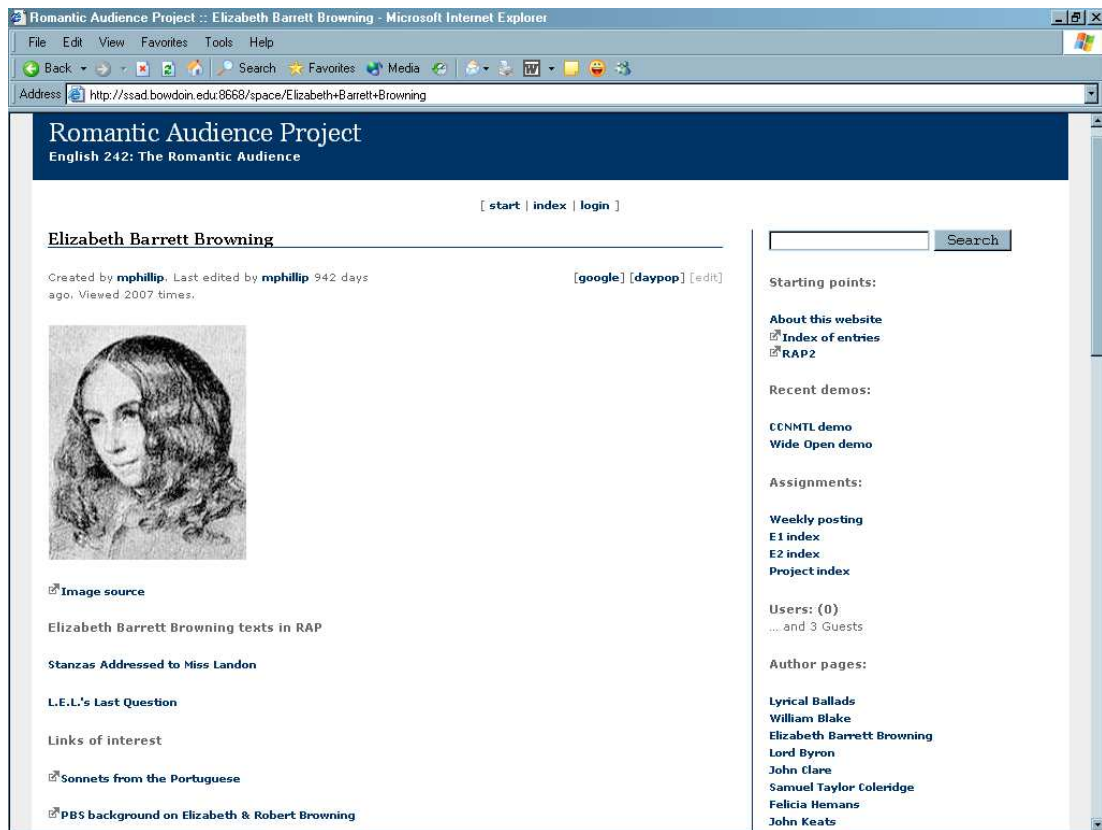 Romantic Audience Project :: Elizabeth Barrett Browning - Microsoft Internet Explorer
File Edit View Favorites Tools Help
Back Search Favorites Media
Address http://ssad.bowdoin.edu:8668/space/Elizabeth+Barrett+Browning
Romantic Audience Project
English 242: The Romantic Audience
[ start | index | login ]
Elizabeth Barrett Browning
Created by mphillip. Last edited by mphillip 942 days
ago. Viewed 2007 times.
[google] [daypop] [edit]
Image source
Elizabeth Barrett Browning texts in RAP
Stanzas Addressed to Miss Landon
L.E.L.'s Last Question
Links of interest
Sonnets from the Portuguese
PBS background on Elizabeth & Robert Browning
Search
Starting points:
About this website
Index of entries
RAP2
Recent demos:
CCNMTL demo
Wide Open demo
Assignments:
Weekly posting
E1 index
E2 index
Project index
Users: (0)
... and 3 Guests
Author pages:
Lyrical Ballads
William Blake
Elizabeth Barrett Browning
Lord Byron
John Clare
Samuel Taylor Coleridge
Felicia Hemans
John Keats